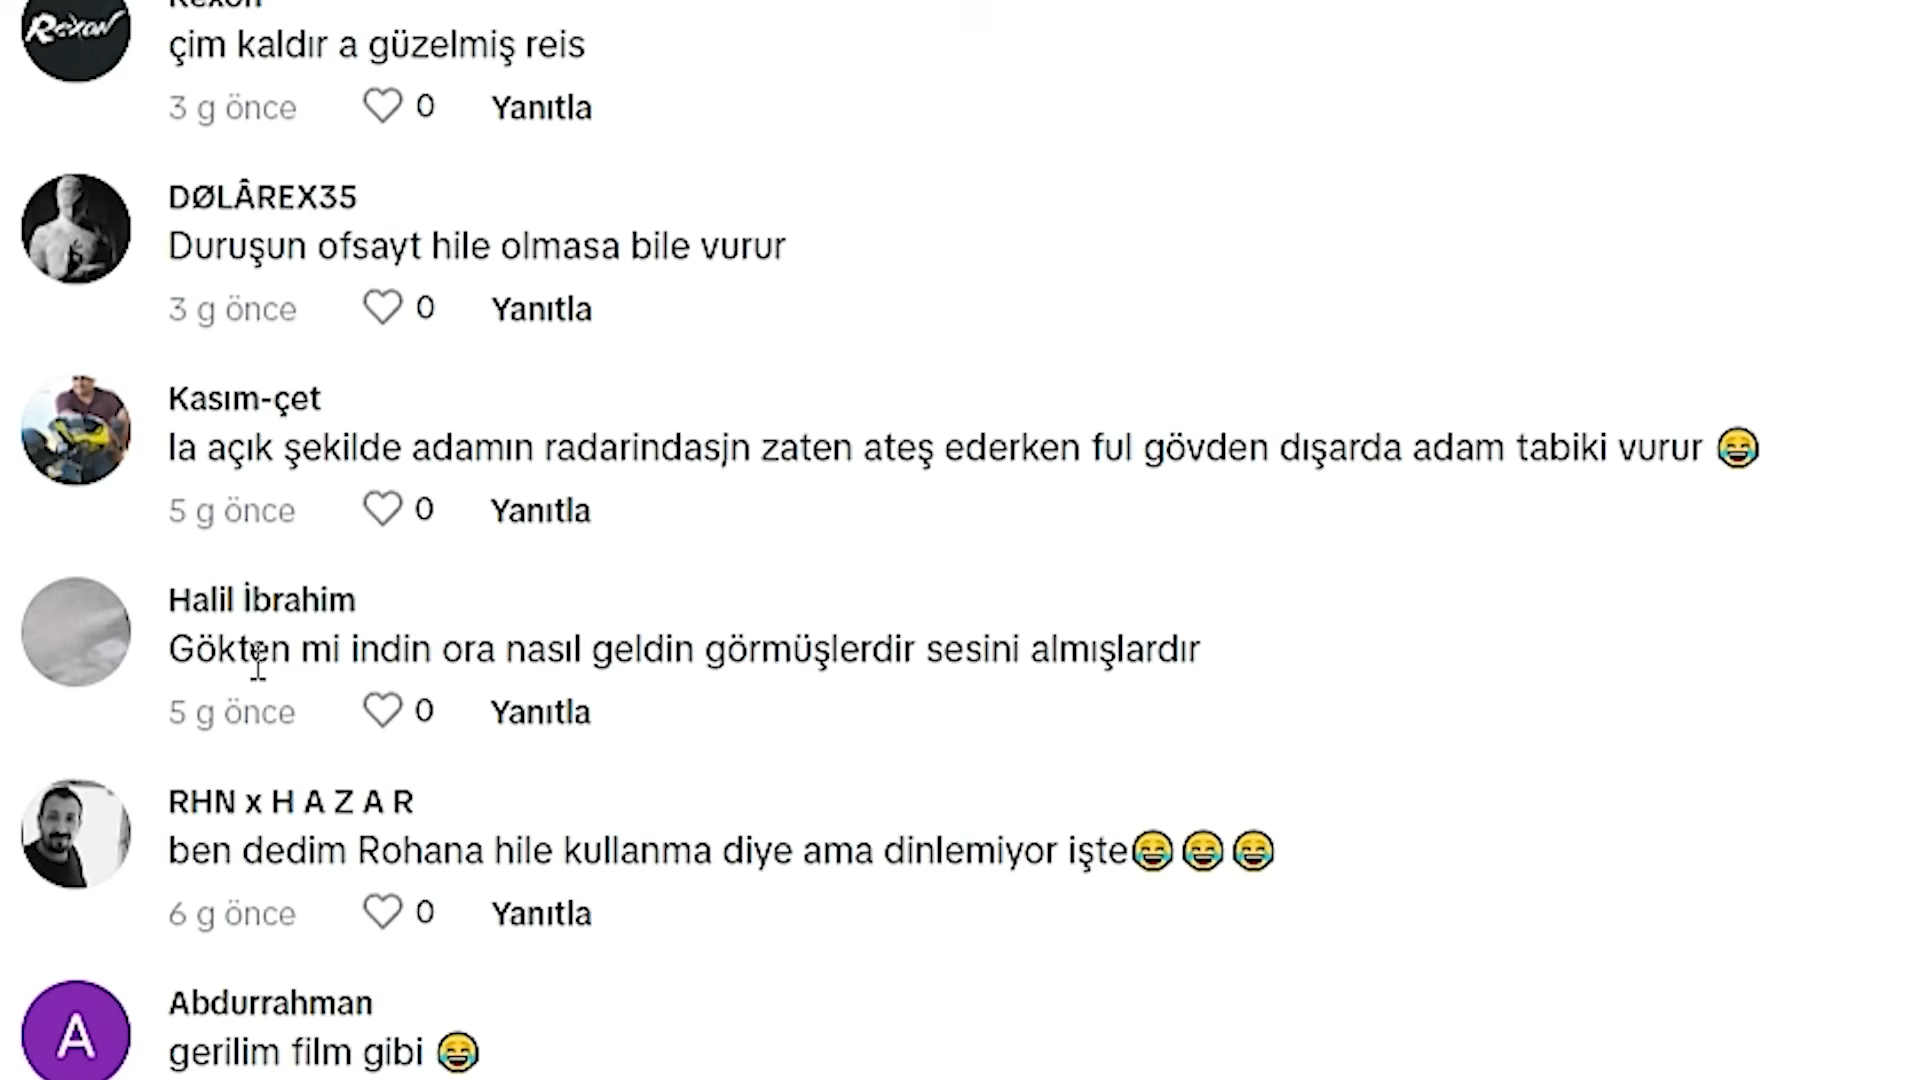 Rexon
çim kaldır a güzelmiş reis
3 g önce 0 Yanıtla
DØLÂREX35
Duruşun ofsayt hile olmasa bile vurur
3 g önce 0 Yanıtla
Kasım-çet
la açık şekilde adamın radarindasjn zaten ateş ederken ful gövden dışarda adam tabiki vurur 😂
5 g önce 0 Yanıtla
Halil İbrahim
Gökten mi indin ora nasıl geldin görmüşlerdir sesini almışlardır
5 g önce 0 Yanıtla
RHN x H A Z A R
ben dedim Rohana hile kullanma diye ama dinlemiyor işte😂😂😂
6 g önce 0 Yanıtla
A
Abdurrahman
gerilim film gibi 😂